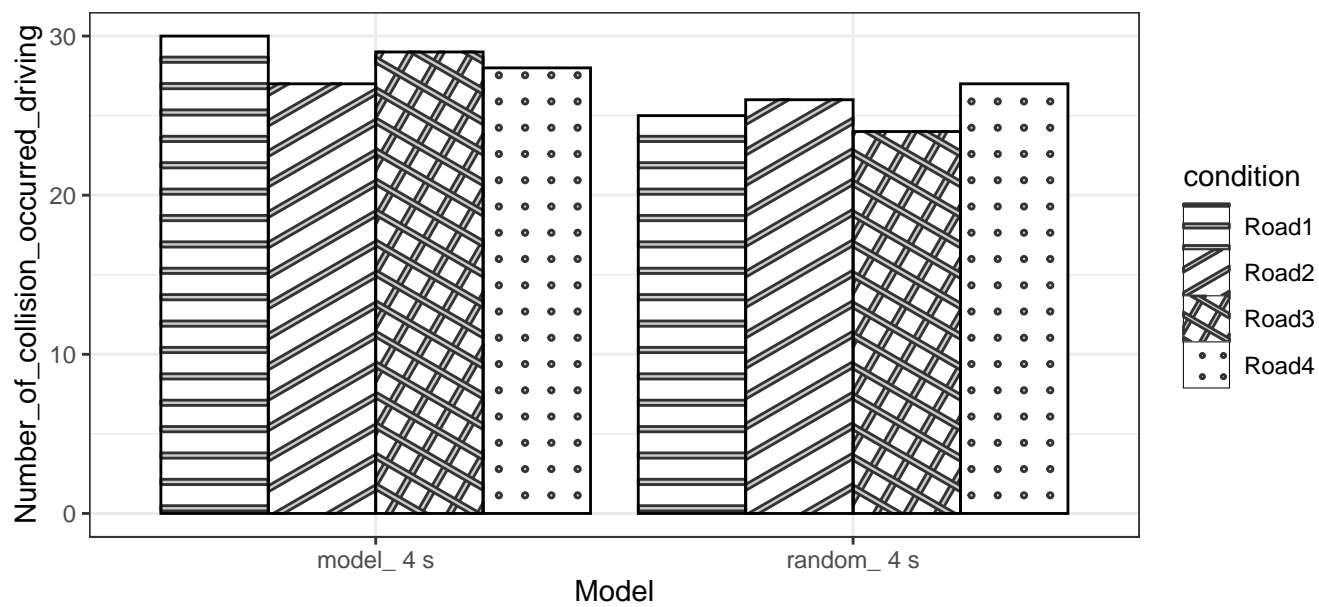 Number_of_collision_occurred_driving
30
20
10
0
model_ 4 s
random_ 4 s
Model
condition
Road1
Road2
Road3
Road4